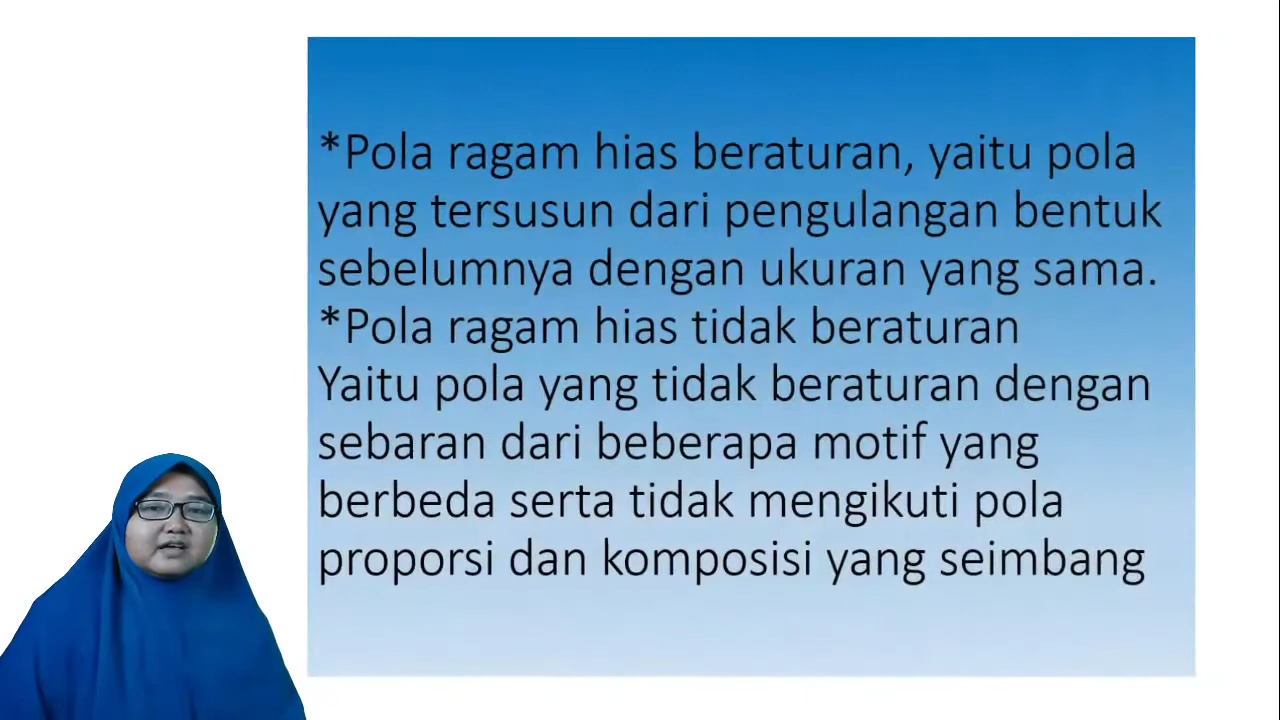 *Pola ragam hias beraturan, yaitu pola
yang tersusun dari pengulangan bentuk
sebelumnya dengan ukuran yang sama.
*Pola ragam hias tidak beraturan
Yaitu pola yang tidak beraturan dengan
sebaran dari beberapa motif yang
berbeda serta tidak mengikuti pola
proporsi dan komposisi yang seimbang